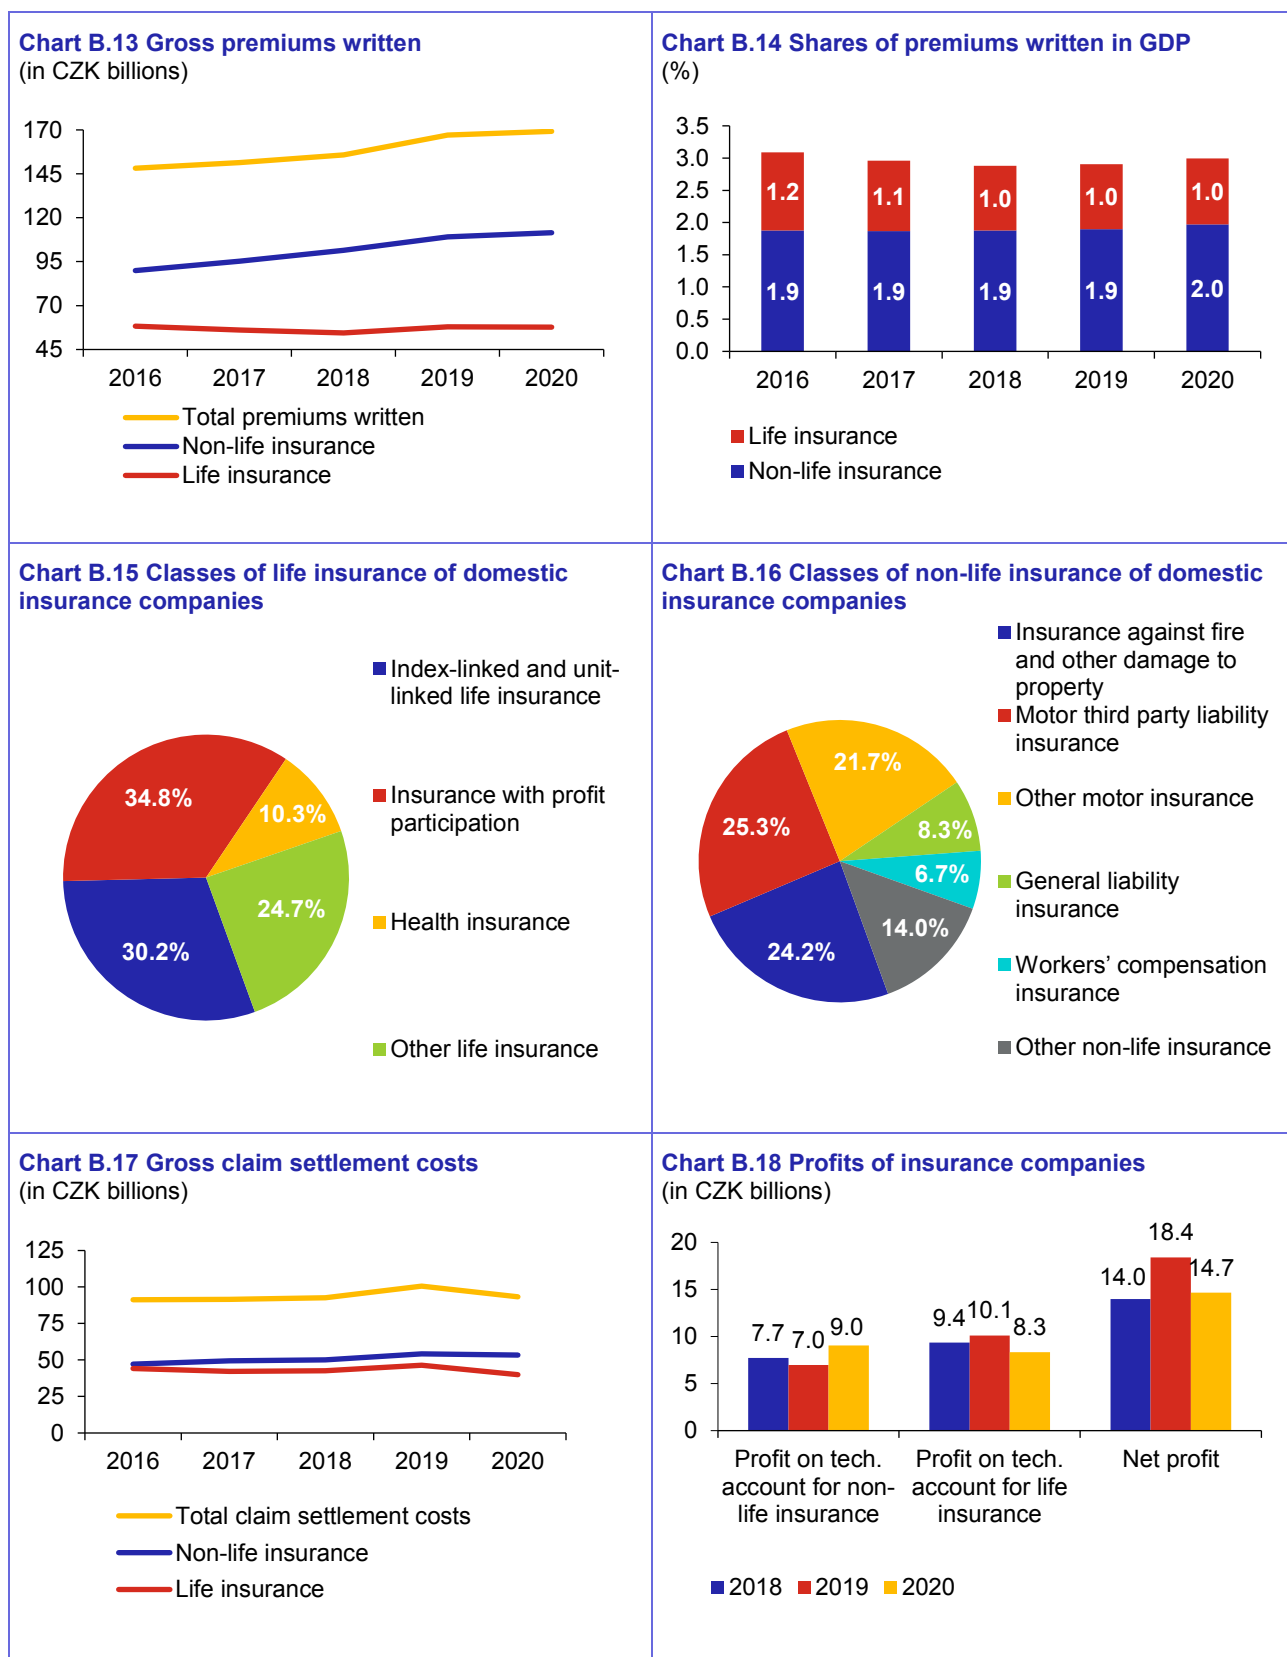 Chart B.13 Gross premiums written
(in CZK billions)
170
145
120
95
70
45
2016 2017 2018 2019 2020
Total premiums written
Non-life insurance
Life insurance
Chart B.14 Shares of premiums written in GDP
(%)
3.5
3.0
2.5
2.0
1.5
1.0
0.5
0.0
1.2 1.1 1.0 1.0 1.0
1.9 1.9 1.9 1.9 2.0
2016 2017 2018 2019 2020
Life insurance
Non-life insurance
Chart B.15 Classes of life insurance of domestic
insurance companies
34.8%
10.3%
24.7%
30.2%
Index-linked and unit-
linked life insurance
Insurance with profit
participation
Health insurance
Other life insurance
Chart B.16 Classes of non-life insurance of domestic
insurance companies
21.7%
25.3%
8.3%
6.7%
14.0%
24.2%
Insurance against fire
and other damage to
property
Motor third party liability
insurance
Other motor insurance
General liability
insurance
Workers’ compensation
insurance
Other non-life insurance
Chart B.17 Gross claim settlement costs
(in CZK billions)
125
100
75
50
25
0
2016 2017 2018 2019 2020
Total claim settlement costs
Non-life insurance
Life insurance
Chart B.18 Profits of insurance companies
(in CZK billions)
20
15
10
5
0
7.7 7.0 9.0
9.4 10.1 8.3
14.0 18.4 14.7
Profit on tech.
account for non-
life insurance
Profit on tech.
account for life
insurance
Net profit
2018 2019 2020